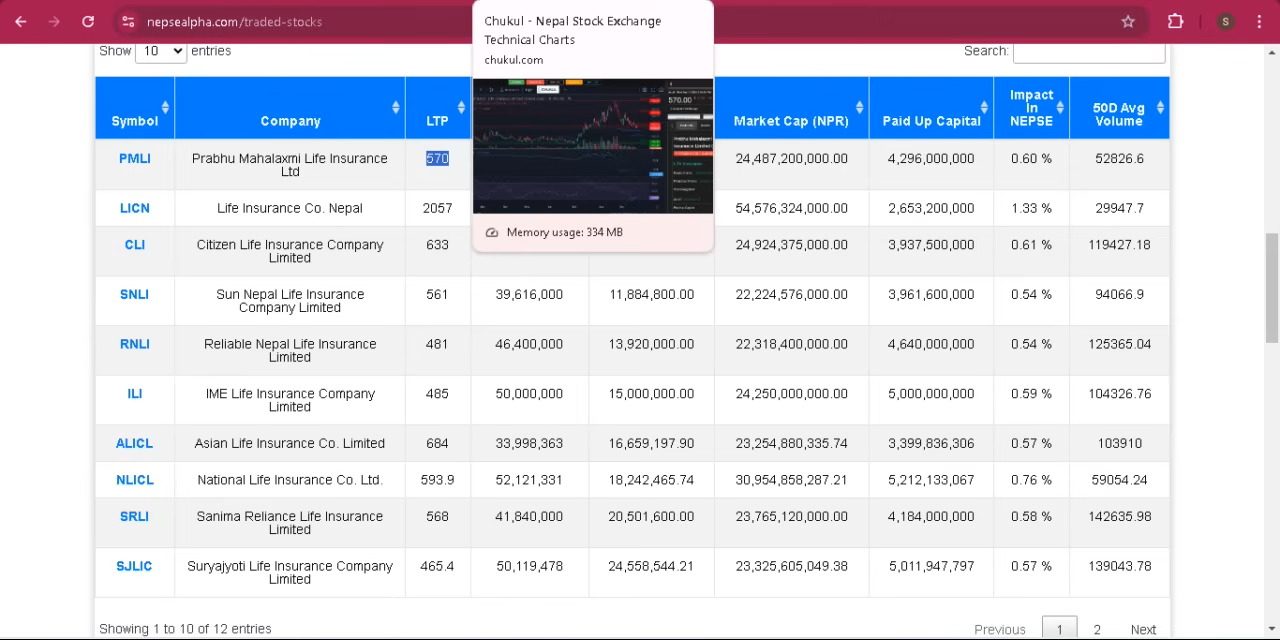 nepsealpha.com/traded-stocks
S
Chukul - Nepal Stock Exchange
Technical Charts
chukul.com
570.00
Memory usage: 334 MB
Show 10 entries
Search:
Symbol Company LTP Market Cap (NPR) Paid Up Capital Impact In NEPSE 50D Avg Volume
PMLI Prabhu Mahalaxmi Life Insurance Ltd 570 24,487,200,000.00 4,296,000,000 0.60 % 52826.6
LICN Life Insurance Co. Nepal 2057 54,576,324,000.00 2,653,200,000 1.33 % 29947.7
CLI Citizen Life Insurance Company Limited 633 24,924,375,000.00 3,937,500,000 0.61 % 119427.18
SNLI Sun Nepal Life Insurance Company Limited 561 39,616,000 11,884,800.00 22,224,576,000.00 3,961,600,000 0.54 % 94066.9
RNLI Reliable Nepal Life Insurance Limited 481 46,400,000 13,920,000.00 22,318,400,000.00 4,640,000,000 0.54 % 125365.04
ILI IME Life Insurance Company Limited 485 50,000,000 15,000,000.00 24,250,000,000.00 5,000,000,000 0.59 % 104326.76
ALICL Asian Life Insurance Co. Limited 684 33,998,363 16,659,197.90 23,254,880,335.74 3,399,836,306 0.57 % 103910
NLICL National Life Insurance Co. Ltd. 593.9 52,121,331 18,242,465.74 30,954,858,287.21 5,212,133,067 0.76 % 59054.24
SRLI Sanima Reliance Life Insurance Limited 568 41,840,000 20,501,600.00 23,765,120,000.00 4,184,000,000 0.58 % 142635.98
SJLIC Suryajyoti Life Insurance Company Limited 465.4 50,119,478 24,558,544.21 23,325,605,049.38 5,011,947,797 0.57 % 139043.78
Showing 1 to 10 of 12 entries
Previous 1 2 Next